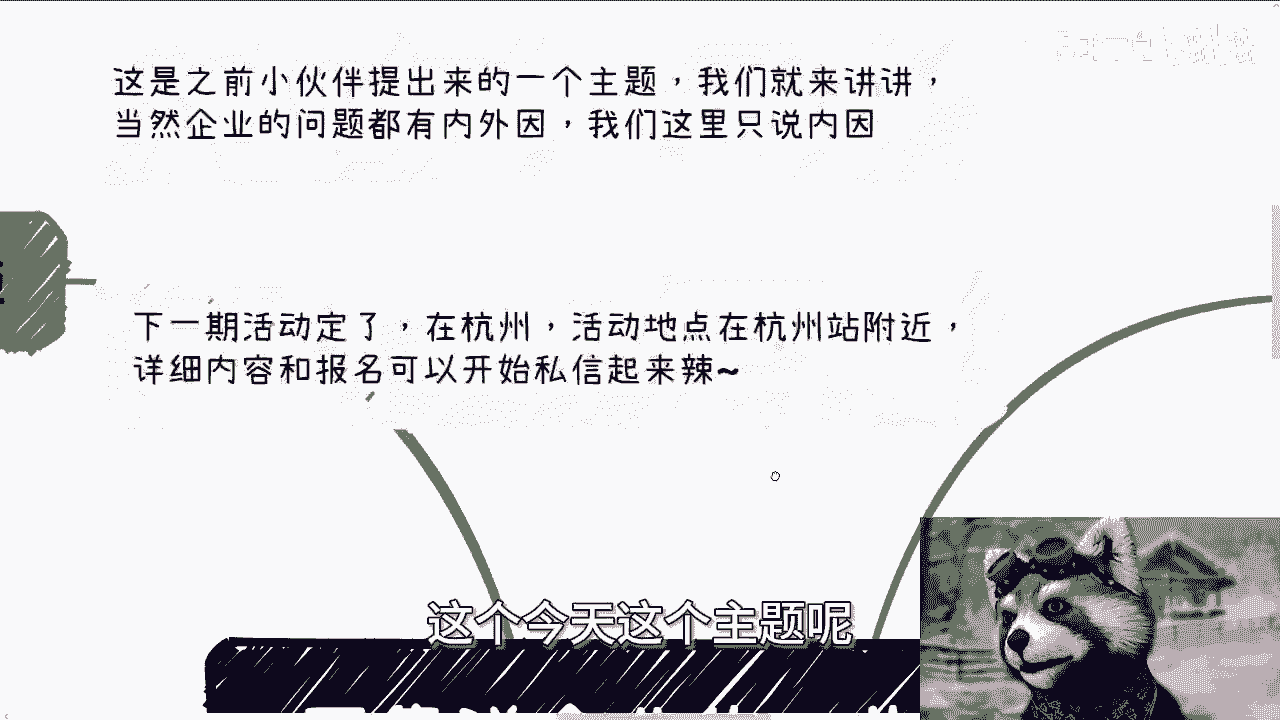 这是之前小伙伴提出来的一个主题，我们就来讲讲，
当然企业的问题都有内外因，我们这里只说内因
下一期活动定了，在杭州，活动地点在杭州站附近，
详细内容和报名可以开始私信起来辣~
这个今天这个主题呢